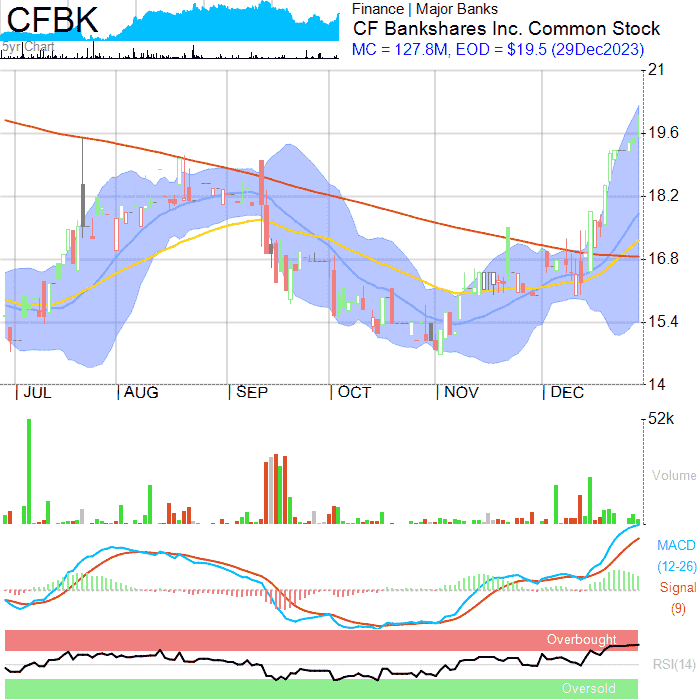 CFBK
5yr Chart
Finance | Major Banks
CF Bankshares Inc. Common Stock
MC = 127.8M, EOD = $19.5 (29Dec2023)
21
19.6
18.2
16.8
15.4
14
|JUL |AUG |SEP |OCT |NOV |DEC
52k
Volume
MACD
(12-26)
Signal
(9)
Overbought
RSI(14)
Oversold